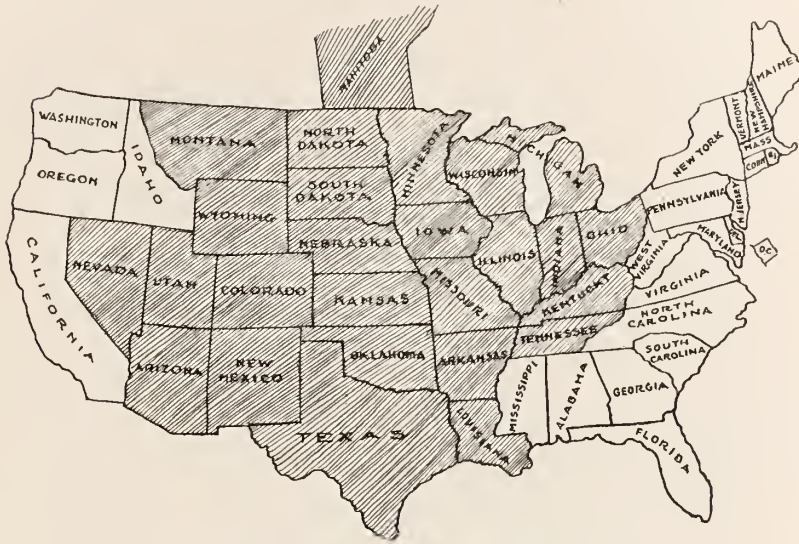 MANITOBA
WASHINGTON
MONTANA
NORTH
DAKOTA
MINNESOTA
MICHIGAN
MAINE
VERMONT
NEW
HAMPSHIRE
MASS
CONN
R.I.
NEW YORK
OREGON
IDAHO
WYOMING
SOUTH
DAKOTA
WISCONSIN
PENNSYLVANIA
N. JERSEY
IOWA
NEBRASKA
ILLINOIS
INDIANA
OHIO
WEST
VIRGINIA
MARYLAND
DC
CALIFORNIA
NEVADA
UTAH
COLORADO
KANSAS
MISSOURI
KENTUCKY
VIRGINIA
NORTH
CAROLINA
TENNESSEE
ARIZONA
NEW
MEXICO
OKLAHOMA
ARKANSAS
SOUTH
CAROLINA
MISSISSIPPI
ALABAMA
GEORGIA
TEXAS
LOUISIANA
FLORIDA